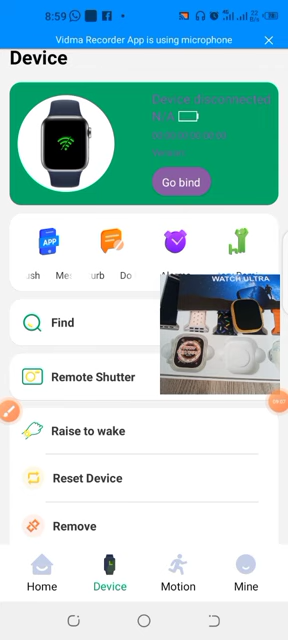 8:59
Vidma Recorder App is using microphone
Device
Device disconnected
N/A
Go bind
APP
ush Me
urb Do
WATCH ULTRA
Find
Remote Shutter
Raise to wake
Reset Device
Remove
Home Device Motion Mine